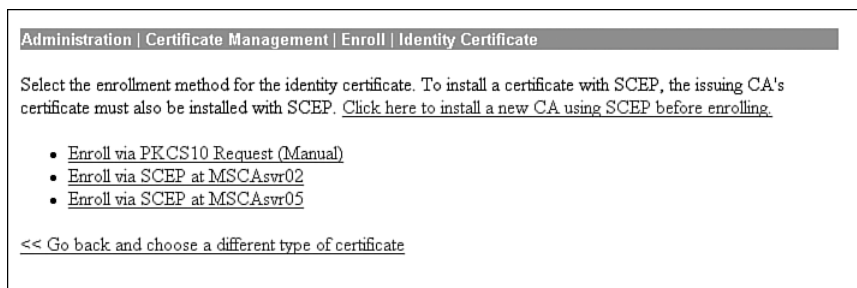 Administration | Certificate Management | Enroll | Identity Certificate
Select the enrollment method for the identity certificate. To install a certificate with SCEP, the issuing CA's
certificate must also be installed with SCEP. Click here to install a new CA using SCEP before enrolling.
• Enroll via PKCS10 Request (Manual)
• Enroll via SCEP at MSCAsvr02
• Enroll via SCEP at MSCAsvr05
<< Go back and choose a different type of certificate